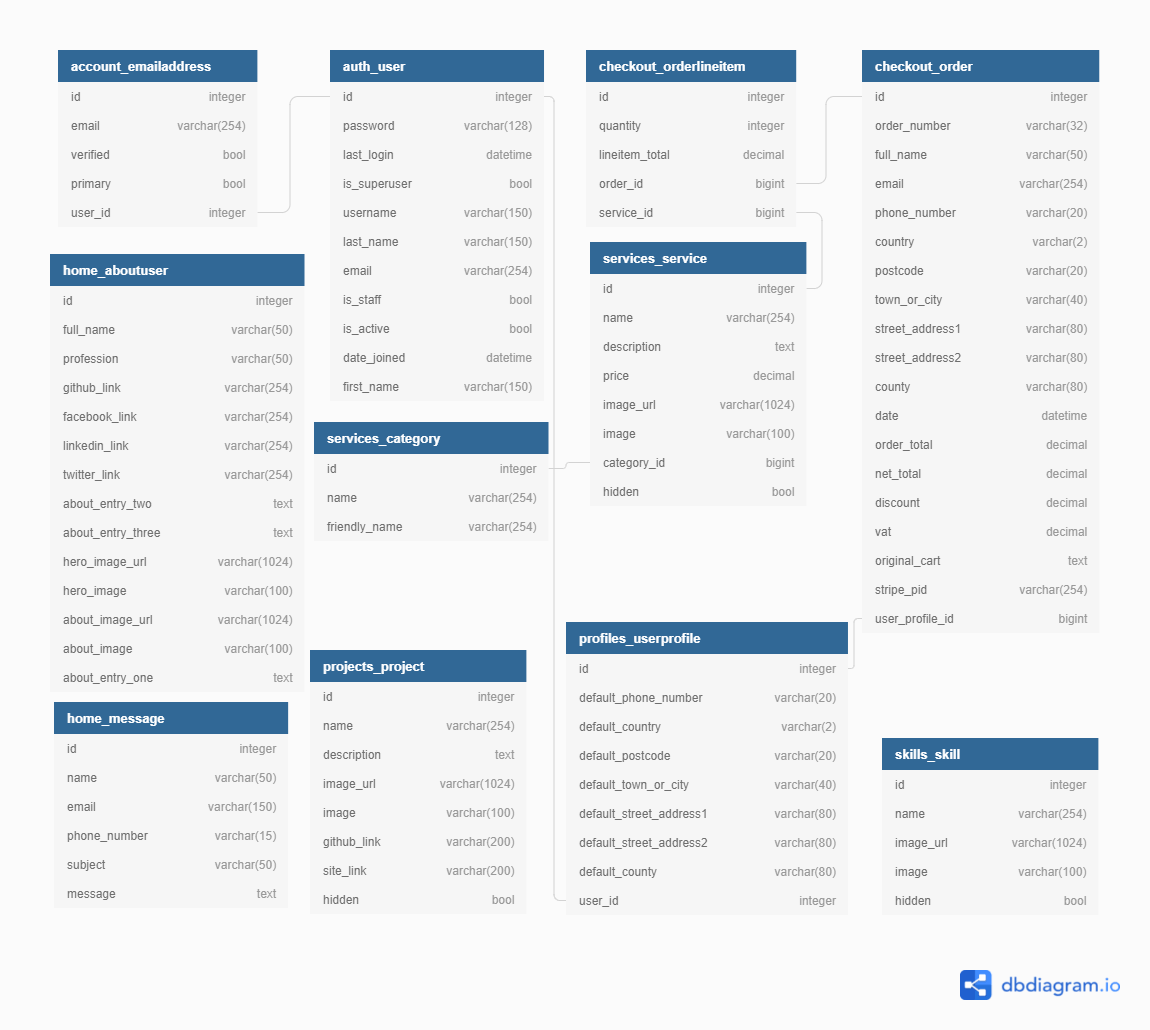 account_emailaddress
id integer
email varchar(254)
verified bool
primary bool
user_id integer
auth_user
id integer
password varchar(128)
last_login datetime
is_superuser bool
username varchar(150)
last_name varchar(150)
email varchar(254)
is_staff bool
is_active bool
date_joined datetime
first_name varchar(150)
checkout_orderlineitem
id integer
quantity integer
lineitem_total decimal
order_id bigint
service_id bigint
checkout_order
id integer
order_number varchar(32)
full_name varchar(50)
email varchar(254)
phone_number varchar(20)
country varchar(2)
postcode varchar(20)
town_or_city varchar(40)
street_address1 varchar(80)
street_address2 varchar(80)
county varchar(80)
date datetime
order_total decimal
net_total decimal
discount decimal
vat decimal
original_cart text
stripe_pid varchar(254)
user_profile_id bigint
home_aboutuser
id integer
full_name varchar(50)
profession varchar(50)
github_link varchar(254)
facebook_link varchar(254)
linkedin_link varchar(254)
twitter_link varchar(254)
about_entry_two text
about_entry_three text
hero_image_url varchar(1024)
hero_image varchar(100)
about_image_url varchar(1024)
about_image varchar(100)
about_entry_one text
services_service
id integer
name varchar(254)
description text
price decimal
image_url varchar(1024)
image varchar(100)
category_id bigint
hidden bool
services_category
id integer
name varchar(254)
friendly_name varchar(254)
home_message
id integer
name varchar(50)
email varchar(150)
phone_number varchar(15)
subject varchar(50)
message text
projects_project
id integer
name varchar(254)
description text
image_url varchar(1024)
image varchar(100)
github_link varchar(200)
site_link varchar(200)
hidden bool
profiles_userprofile
id integer
default_phone_number varchar(20)
default_country varchar(2)
default_postcode varchar(20)
default_town_or_city varchar(40)
default_street_address1 varchar(80)
default_street_address2 varchar(80)
default_county varchar(80)
user_id integer
skills_skill
id integer
name varchar(254)
image_url varchar(1024)
image varchar(100)
hidden bool
dbdiagram.io